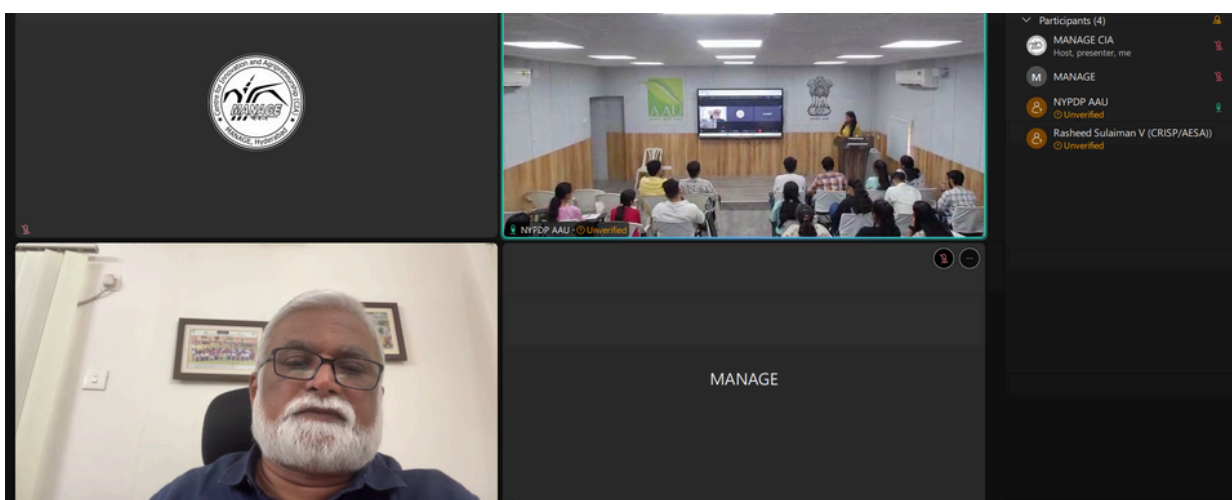 Centre for Innovation and Agripreneurship (CIA)
MANAGE
MANAGE, Hyderabad
AAU
NYPDP AAU - Unverified
MANAGE
Participants (4)
MANAGE CIA
Host, presenter, me
M MANAGE
NYPDP AAU
Unverified
Rasheed Sulaiman V (CRISP/AESA))
Unverified